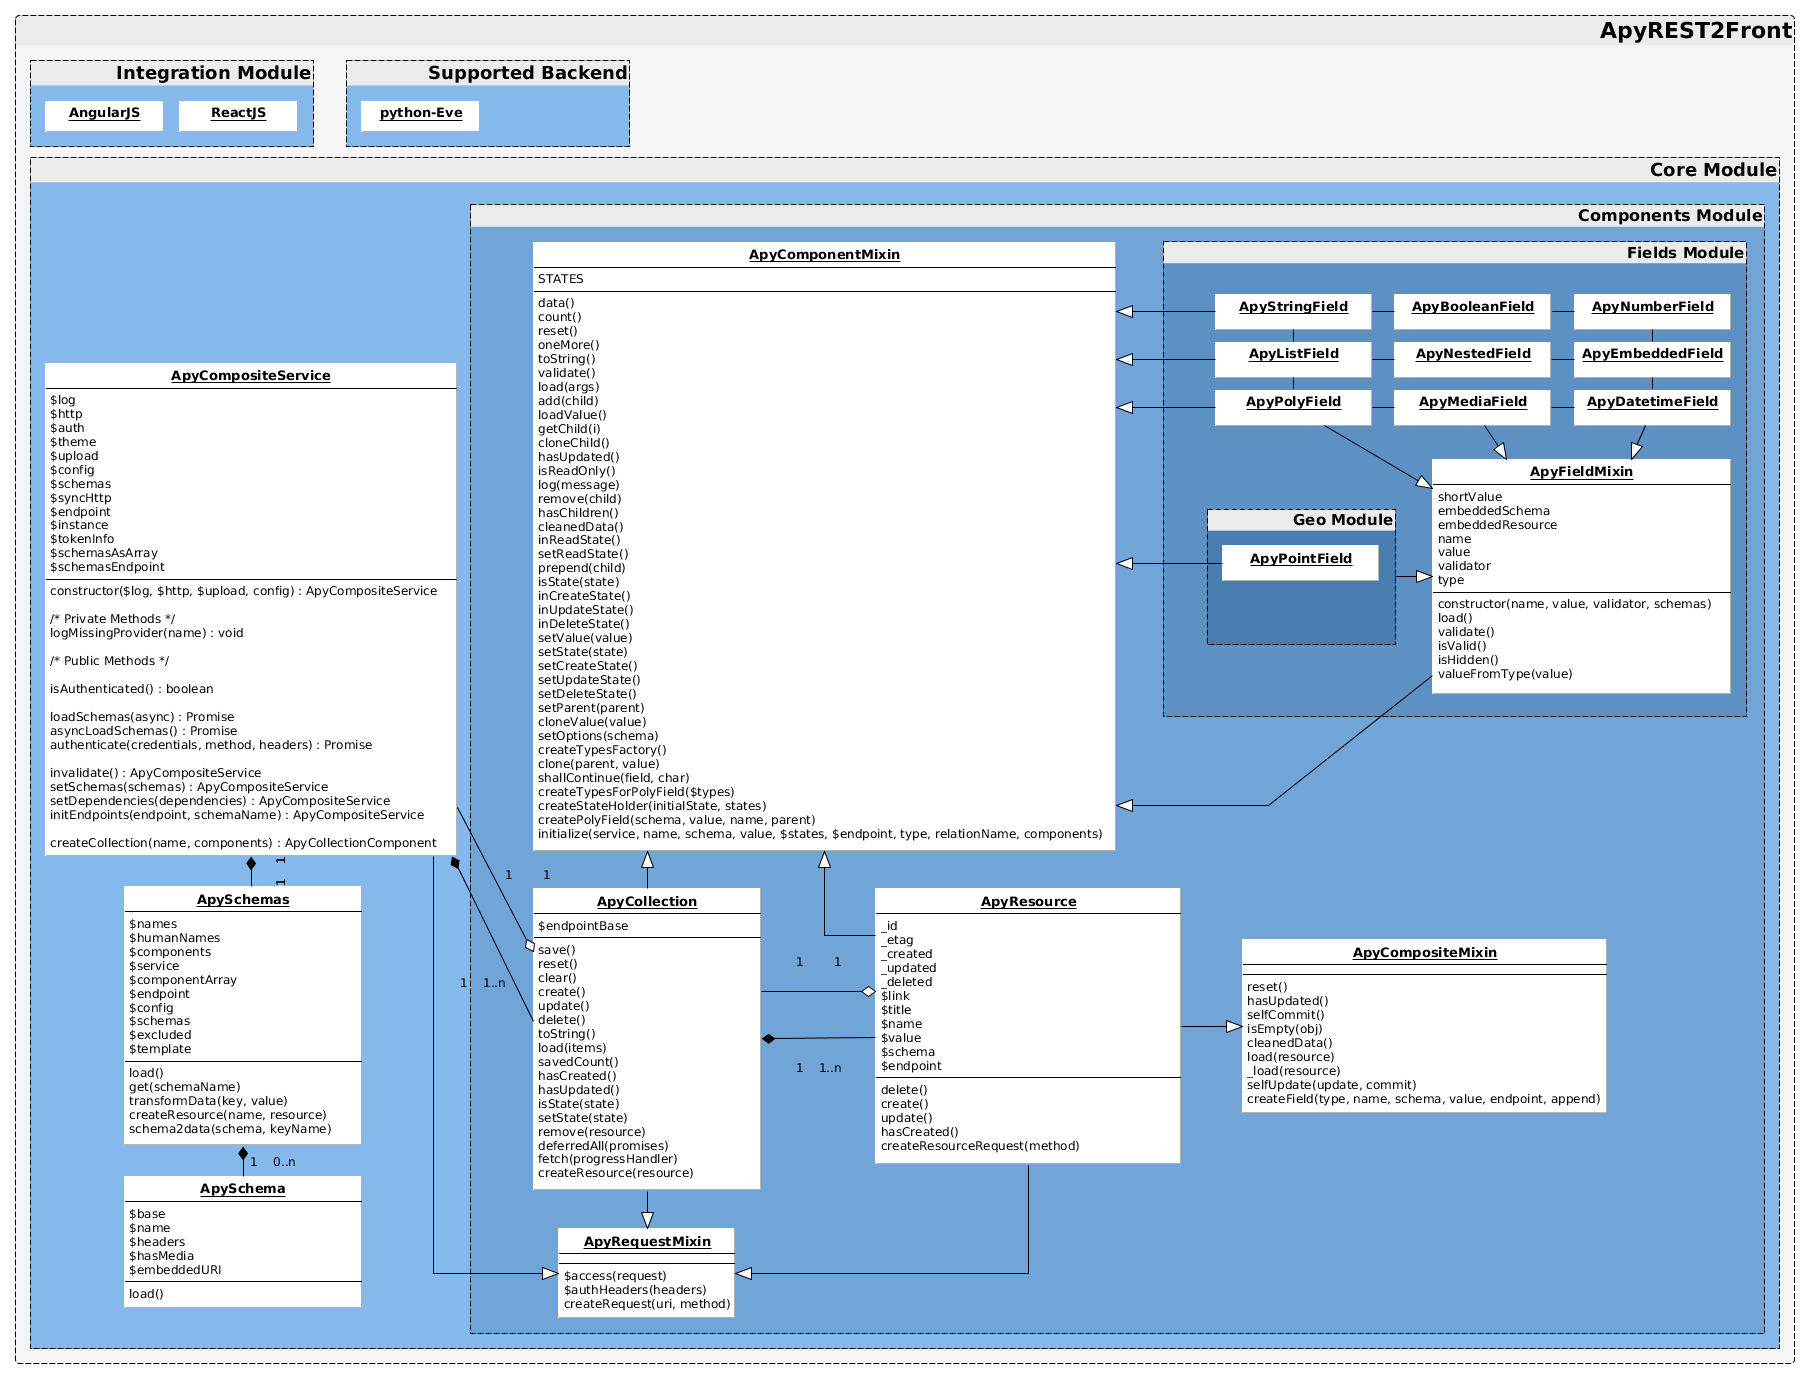 ApyREST2Front
Integration Module
AngularJS
ReactJS
Supported Backend
python-Eve
Core Module
Components Module
ApyCompositeService
$log
$http
$auth
$theme
$upload
$config
$schemas
$syncHttp
$endpoint
$instance
$tokenInfo
$schemasAsArray
$schemasEndpoint
constructor($log, $http, $upload, config) : ApyCompositeService
/* Private Methods */
logMissingProvider(name) : void
/* Public Methods */
isAuthenticated() : boolean
loadSchemas(async) : Promise
asyncLoadSchemas() : Promise
authenticate(credentials, method, headers) : Promise
invalidate() : ApyCompositeService
setSchemas(schemas) : ApyCompositeService
setDependencies(dependencies) : ApyCompositeService
initEndpoints(endpoint, schemaName) : ApyCompositeService
createCollection(name, components) : ApyCollectionComponent
1
1
ApySchemas
$names
$humanNames
$components
$service
$componentArray
$endpoint
$config
$schemas
$excluded
$template
load()
get(schemaName)
transformData(key, value)
createResource(name, resource)
schema2data(schema, keyName)
1 0..n
ApySchema
$base
$name
$headers
$hasMedia
$embeddedURI
load()
ApyComponentMixin
STATES
data()
count()
reset()
oneMore()
toString()
validate()
load(args)
add(child)
loadValue()
getChild(i)
cloneChild()
hasUpdated()
isReadOnly()
log(message)
remove(child)
hasChildren()
cleanedData()
inReadState()
setReadState()
prepend(child)
isState(state)
inCreateState()
inUpdateState()
inDeleteState()
setValue(value)
setState(state)
setCreateState()
setUpdateState()
setDeleteState()
setParent(parent)
cloneValue(value)
setOptions(schema)
createTypesFactory()
clone(parent, value)
shallContinue(field, char)
createTypesForPolyField($types)
createStateHolder(initialState, states)
createPolyField(schema, value, name, parent)
initialize(service, name, schema, value, $states, $endpoint, type, relationName, components)
Fields Module
ApyStringField
ApyBooleanField
ApyNumberField
ApyListField
ApyNestedField
ApyEmbeddedField
ApyPolyField
ApyMediaField
ApyDatetimeField
ApyFieldMixin
shortValue
embeddedSchema
embeddedResource
name
value
validator
type
constructor(name, value, validator, schemas)
load()
validate()
isValid()
isHidden()
valueFromType(value)
Geo Module
ApyPointField
1 1
1 1..n
ApyCollection
$endpointBase
save()
reset()
clear()
create()
update()
delete()
toString()
load(items)
savedCount()
hasCreated()
hasUpdated()
isState(state)
setState(state)
remove(resource)
deferredAll(promises)
fetch(progressHandler)
createResource(resource)
1 1
1 1..n
ApyResource
_id
_etag
_created
_updated
_deleted
$link
$title
$name
$value
$schema
$endpoint
delete()
create()
update()
hasCreated()
createResourceRequest(method)
ApyCompositeMixin
reset()
hasUpdated()
selfCommit()
isEmpty(obj)
cleanedData()
load(resource)
_load(resource)
selfUpdate(update, commit)
createField(type, name, schema, value, endpoint, append)
ApyRequestMixin
$access(request)
$authHeaders(headers)
createRequest(uri, method)